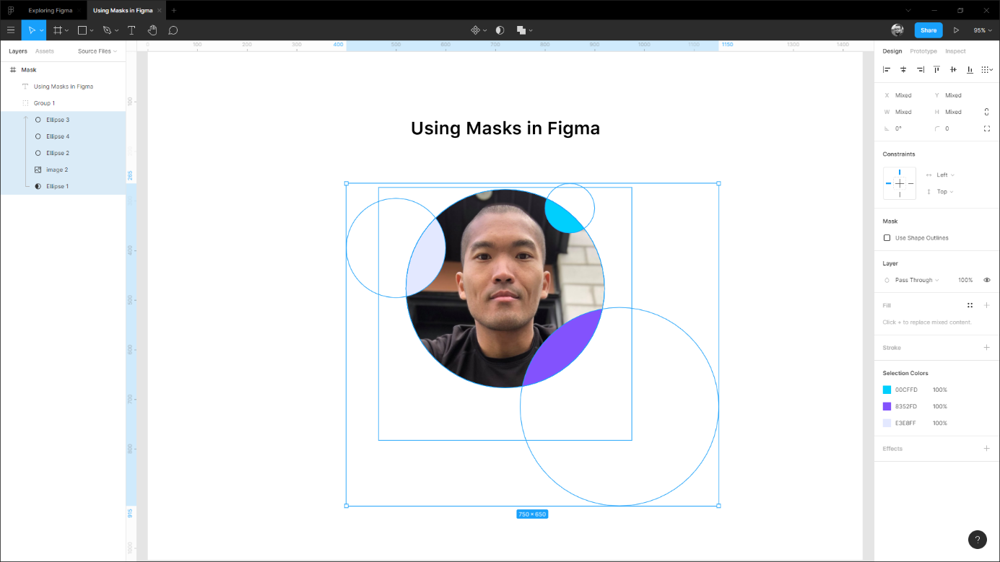 Exploring Figma
Using Masks in Figma
Share
95%
Layers
Assets
Source Files
0
100
200
300
400
500
600
700
800
900
1000
1100
1150
1300
1400
Design
Prototype
Inspect
Mask
Using Masks in Figma
Group 1
Ellipse 3
Ellipse 4
Ellipse 2
image 2
Ellipse 1
100
265
400
500
600
700
800
915
1000
Using Masks in Figma
750 × 650
X Mixed
Y Mixed
W Mixed
H Mixed
0°
0
Constraints
Left
Top
Mask
Use Shape Outlines
Layer
Pass Through
100%
Fill
Click + to replace mixed content.
Stroke
Selection Colors
00CFFD 100%
8352FD 100%
E3E8FF 100%
Effects
?